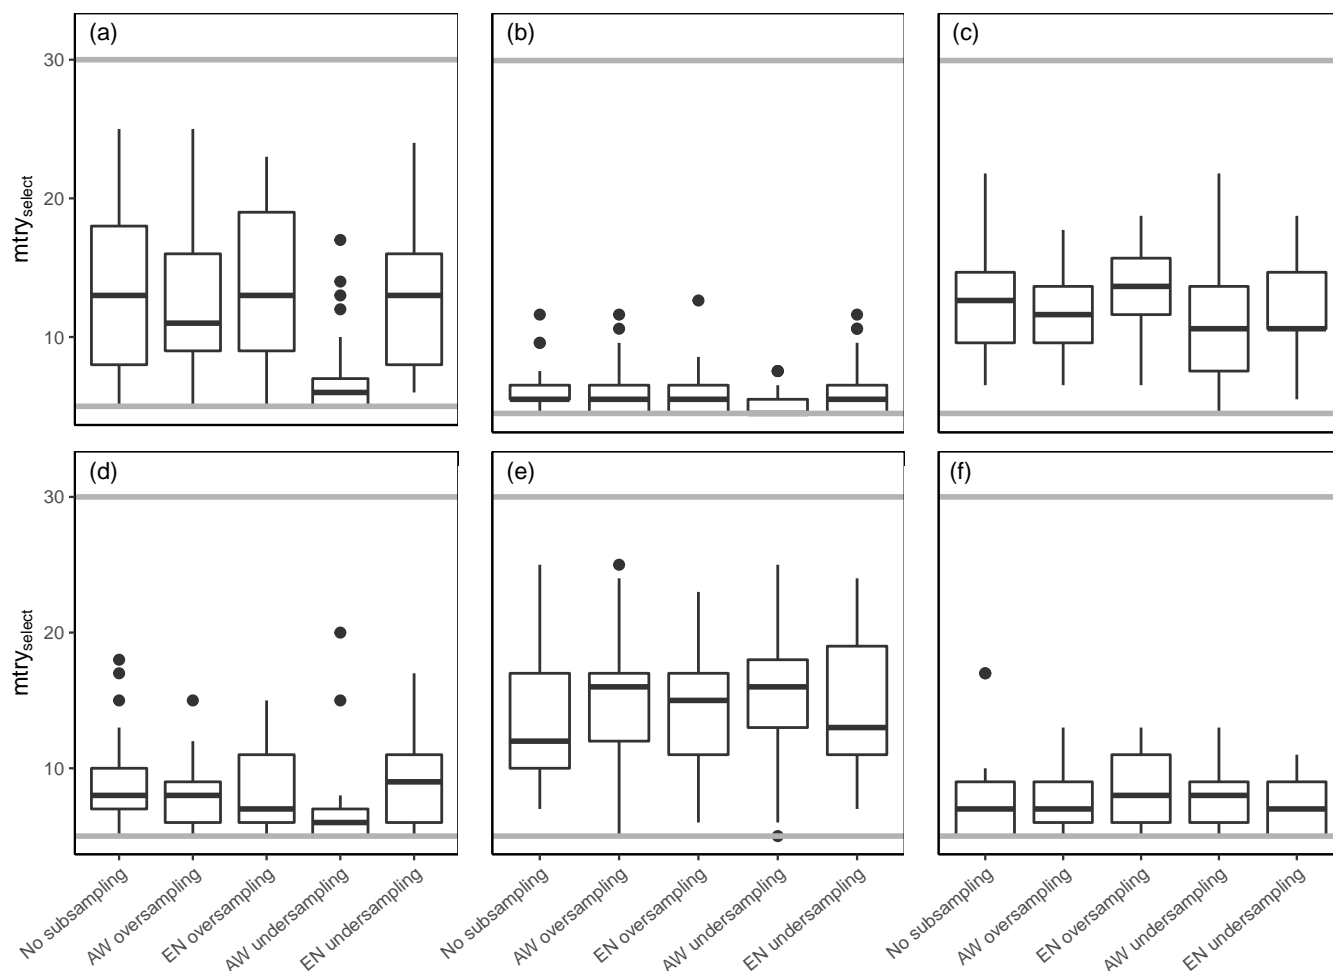 (a)
(b)
(c)
30
20
10
mtryselect
(d)
(e)
(f)
30
20
10
mtryselect
No subsampling
AW oversampling
EN oversampling
AW undersampling
EN undersampling
No subsampling
AW oversampling
EN oversampling
AW undersampling
EN undersampling
No subsampling
AW oversampling
EN oversampling
AW undersampling
EN undersampling